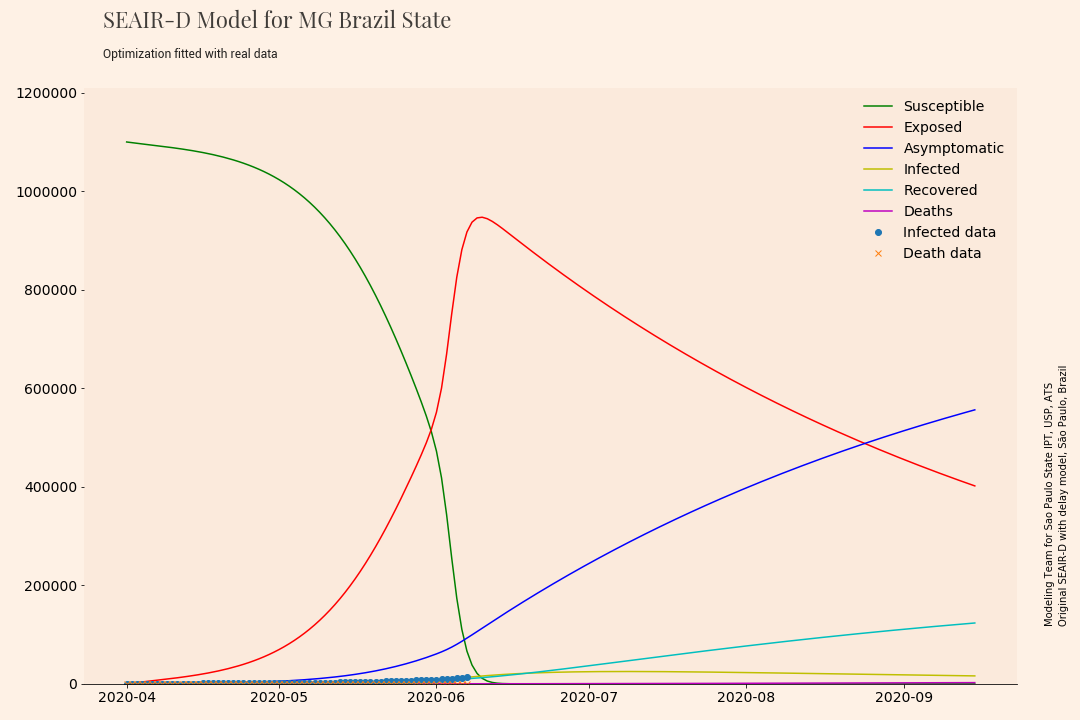 SEAIR-D Model for MG Brazil State
Optimization fitted with real data
1200000
1000000
800000
600000
400000
200000
0
2020-04
2020-05
2020-06
2020-07
2020-08
2020-09
Susceptible
Exposed
Asymptomatic
Infected
Recovered
Deaths
Infected data
Death data
Modeling Team for Sao Paulo State IPT, USP, ATS
Original SEAIR-D with delay model, São Paulo, Brazil